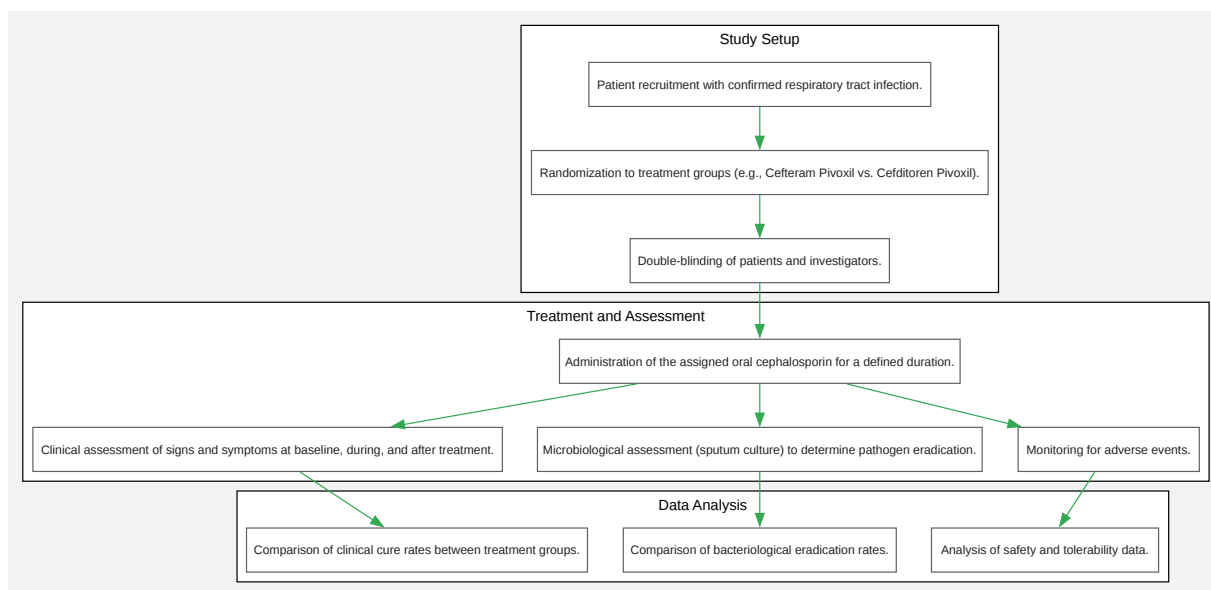 Study Setup
Patient recruitment with confirmed respiratory tract infection.
Randomization to treatment groups (e.g., Cefteram Pivoxil vs. Cefditoren Pivoxil).
Double-blinding of patients and investigators.
Treatment and Assessment
Administration of the assigned oral cephalosporin for a defined duration.
Clinical assessment of signs and symptoms at baseline, during, and after treatment.
Microbiological assessment (sputum culture) to determine pathogen eradication.
Monitoring for adverse events.
Data Analysis
Comparison of clinical cure rates between treatment groups.
Comparison of bacteriological eradication rates.
Analysis of safety and tolerability data.